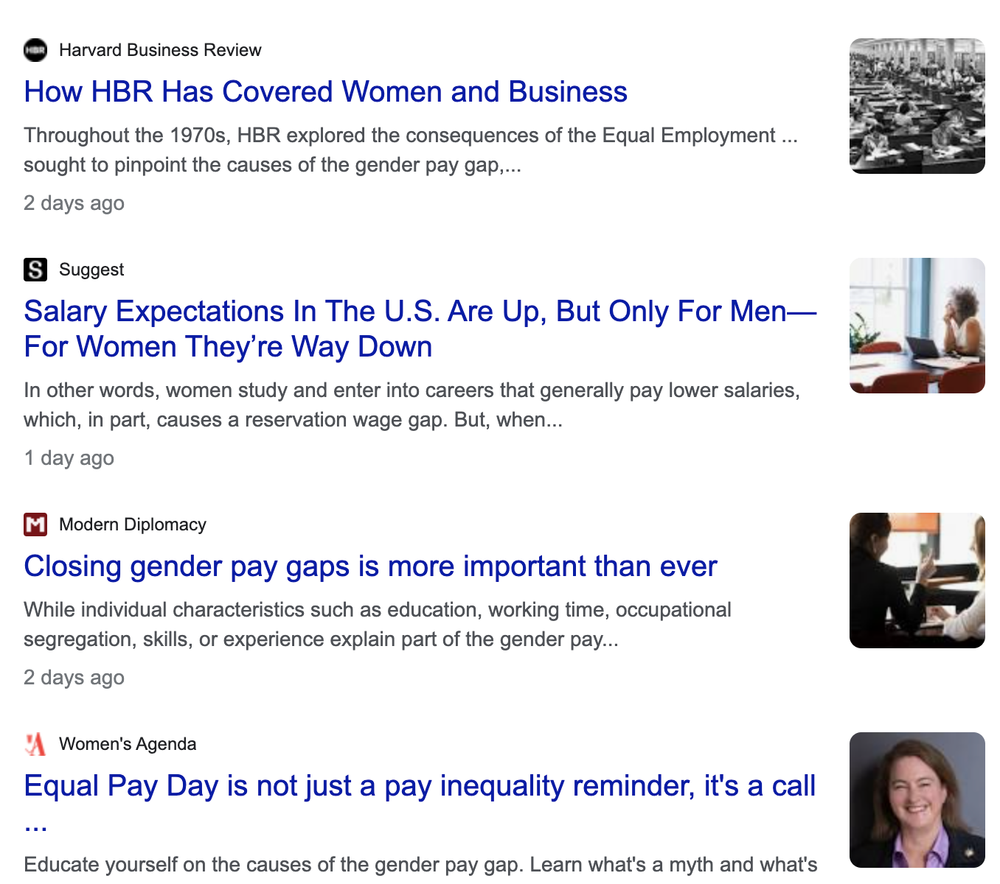 HBR
Harvard Business Review
How HBR Has Covered Women and Business
Throughout the 1970s, HBR explored the consequences of the Equal Employment ...
sought to pinpoint the causes of the gender pay gap,...
2 days ago
S
Suggest
Salary Expectations In The U.S. Are Up, But Only For Men—
For Women They’re Way Down
In other words, women study and enter into careers that generally pay lower salaries,
which, in part, causes a reservation wage gap. But, when...
1 day ago
M
Modern Diplomacy
Closing gender pay gaps is more important than ever
While individual characteristics such as education, working time, occupational
segregation, skills, or experience explain part of the gender pay...
2 days ago
'A
Women's Agenda
Equal Pay Day is not just a pay inequality reminder, it's a call
...
Educate yourself on the causes of the gender pay gap. Learn what's a myth and what's